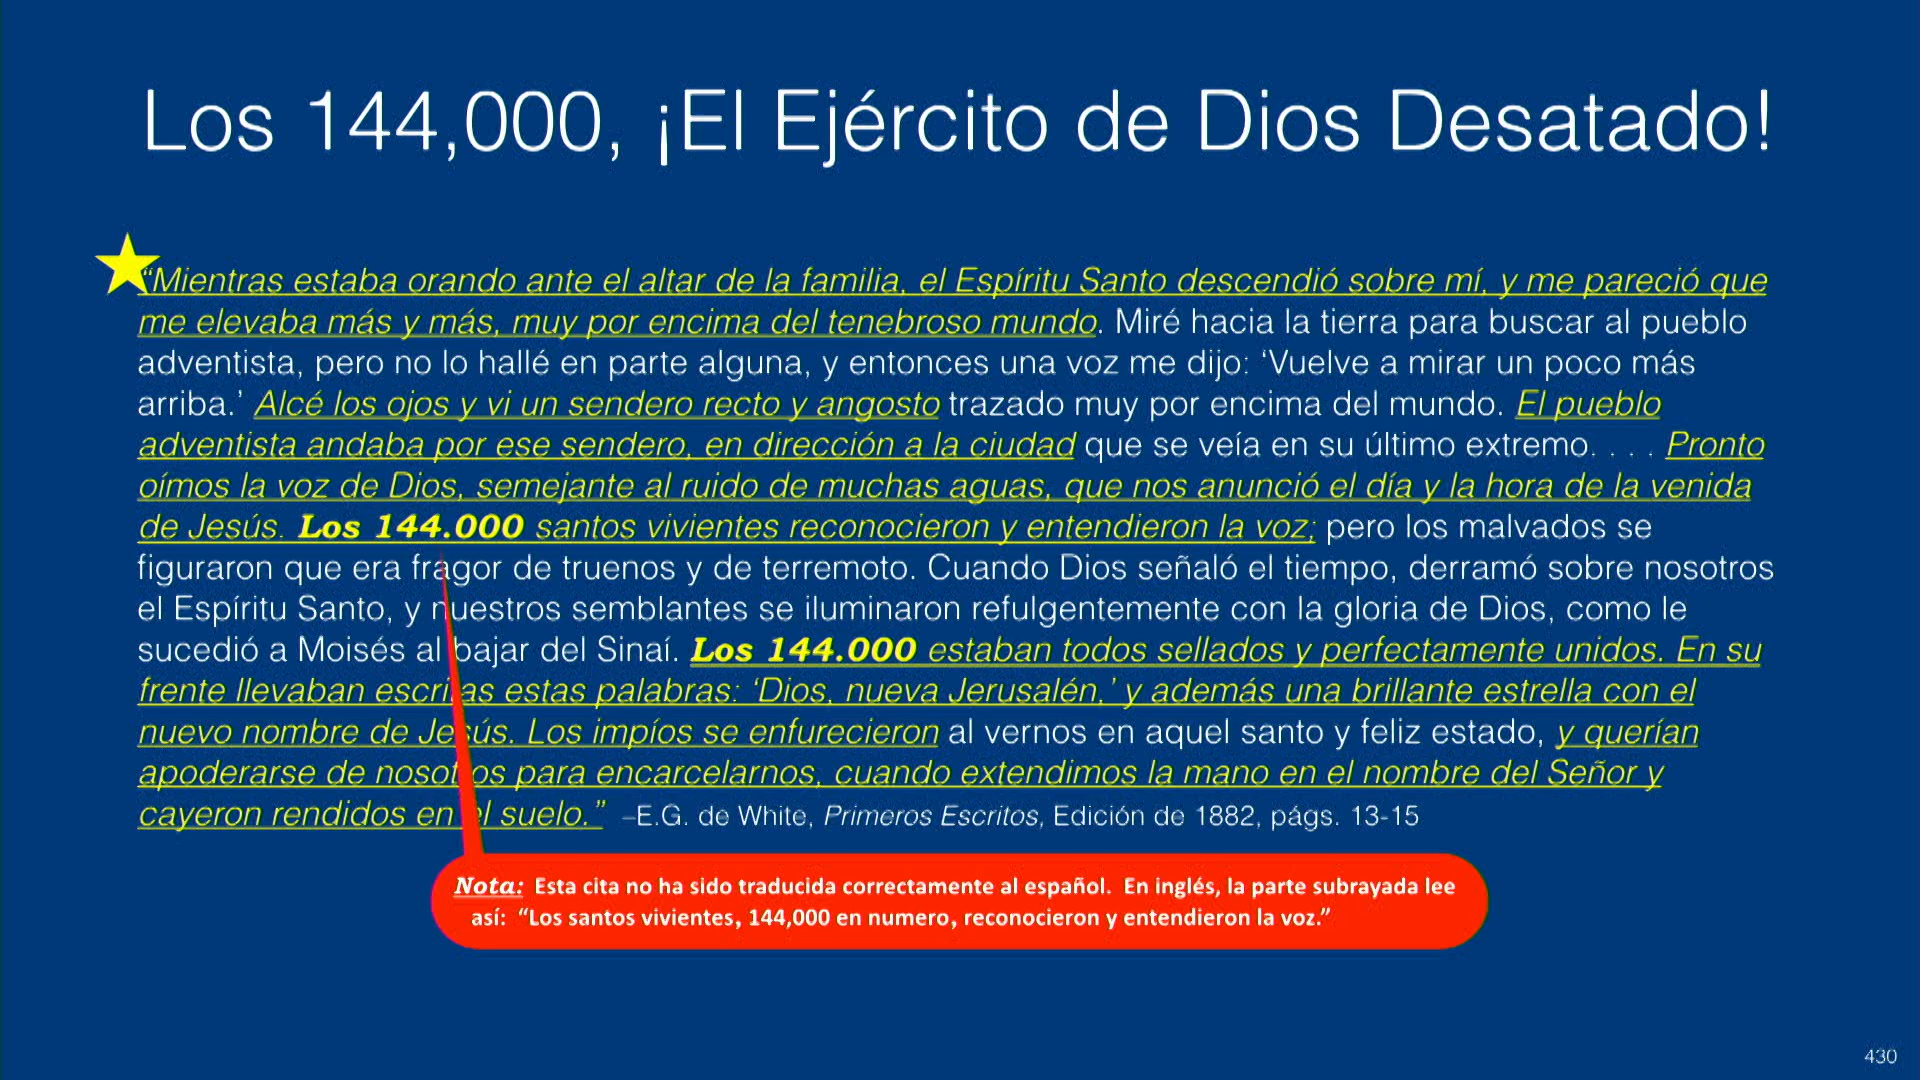 Los 144,000, ¡El Ejército de Dios Desatado!
“Mientras estaba orando ante el altar de la familia, el Espíritu Santo descendió sobre mí, y me pareció que
me elevaba más y más, muy por encima del tenebroso mundo. Miré hacia la tierra para buscar al pueblo
adventista, pero no lo hallé en parte alguna, y entonces una voz me dijo: ‘Vuelve a mirar un poco más
arriba.’ Alcé los ojos y vi un sendero recto y angosto trazado muy por encima del mundo. El pueblo
adventista andaba por ese sendero, en dirección a la ciudad que se veía en su último extremo. . . . Pronto
oímos la voz de Dios, semejante al ruido de muchas aguas, que nos anunció el día y la hora de la venida
de Jesús. Los 144.000 santos vivientes reconocieron y entendieron la voz; pero los malvados se
figuraron que era fragor de truenos y de terremoto. Cuando Dios señaló el tiempo, derramó sobre nosotros
el Espíritu Santo, y nuestros semblantes se iluminaron refulgentemente con la gloria de Dios, como le
sucedió a Moisés al bajar del Sinaí. Los 144.000 estaban todos sellados y perfectamente unidos. En su
frente llevaban escritas estas palabras: ‘Dios, nueva Jerusalén,’ y además una brillante estrella con el
nuevo nombre de Jesús. Los impíos se enfurecieron al vernos en aquel santo y feliz estado, y querían
apoderarse de nosotros para encarcelarnos, cuando extendimos la mano en el nombre del Señor y
cayeron rendidos en el suelo.” –E.G. de White, Primeros Escritos, Edición de 1882, págs. 13-15
Nota: Esta cita no ha sido traducida correctamente al español. En inglés, la parte subrayada lee
así: “Los santos vivientes, 144,000 en numero, reconocieron y entendieron la voz.”
430